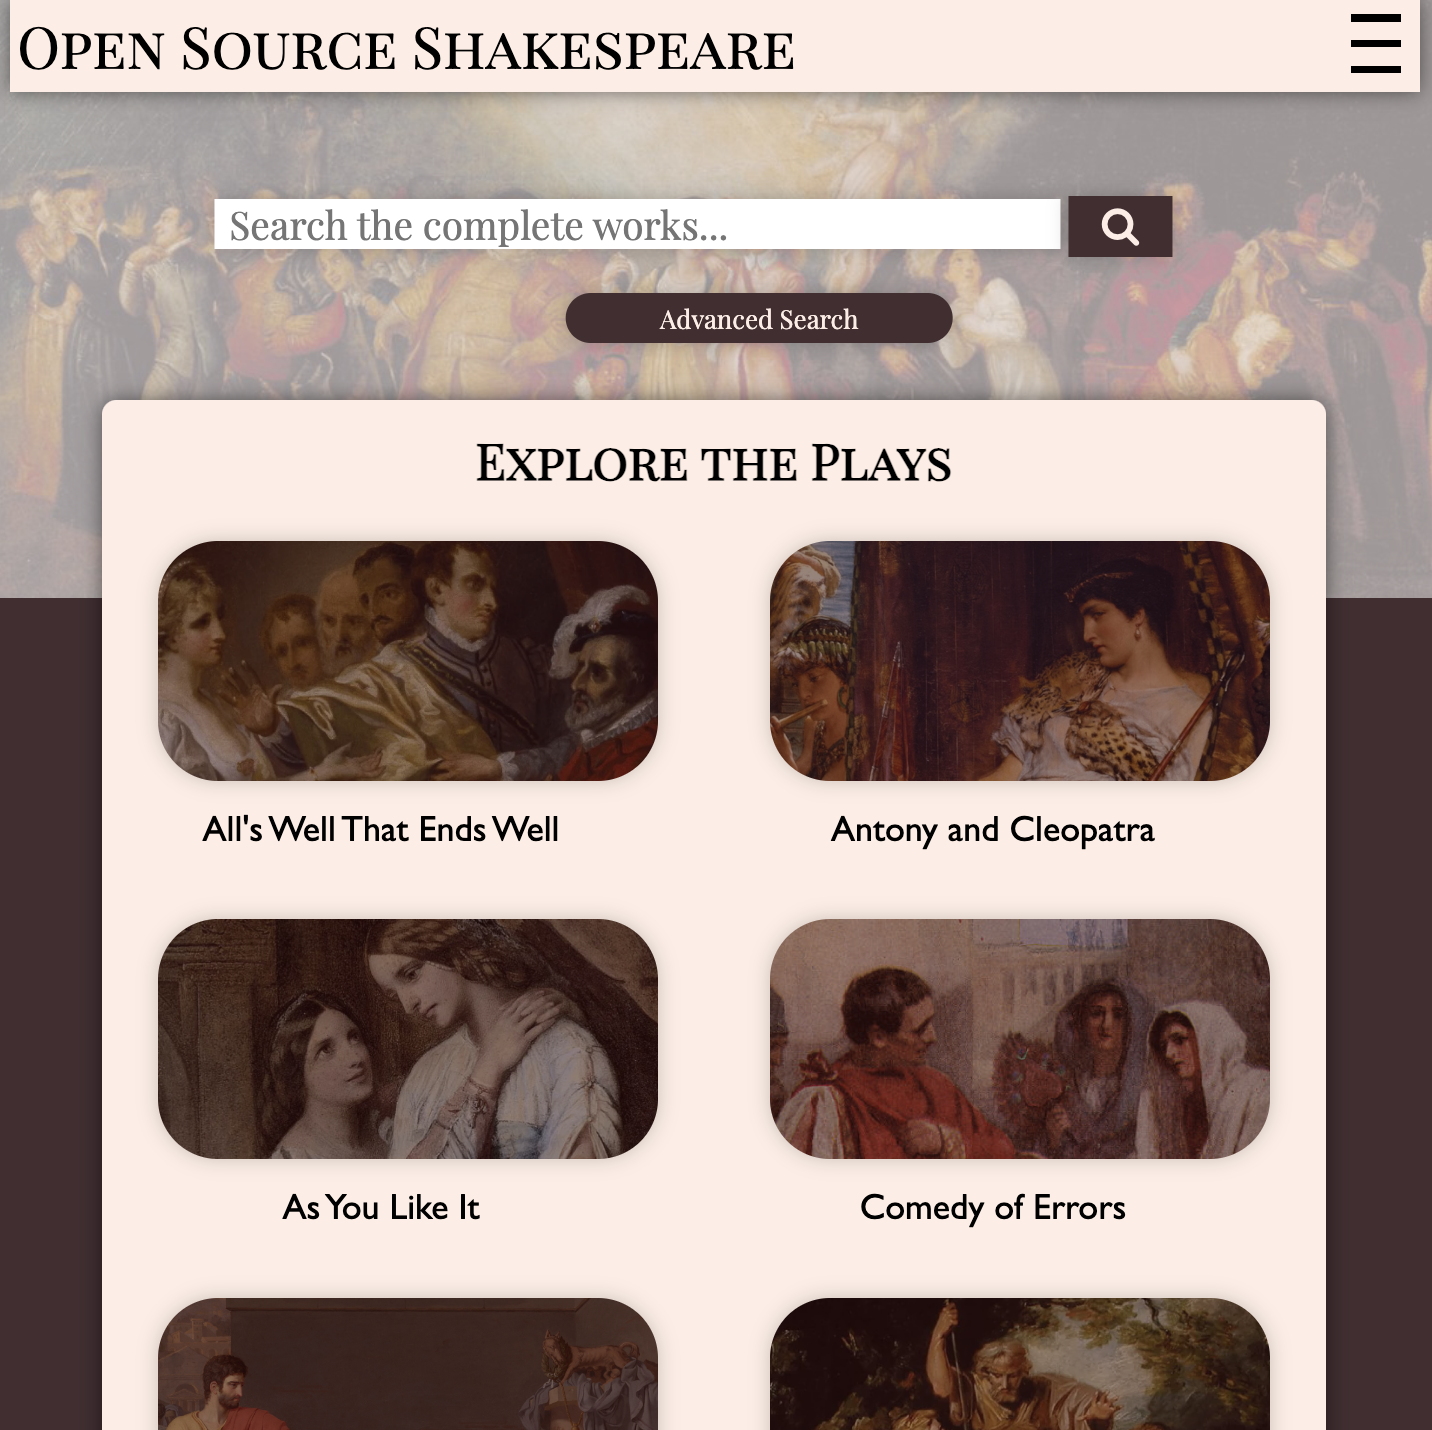 Open Source Shakespeare
Search the complete works...
Advanced Search
Explore the Plays
All's Well That Ends Well
Antony and Cleopatra
As You Like It
Comedy of Errors